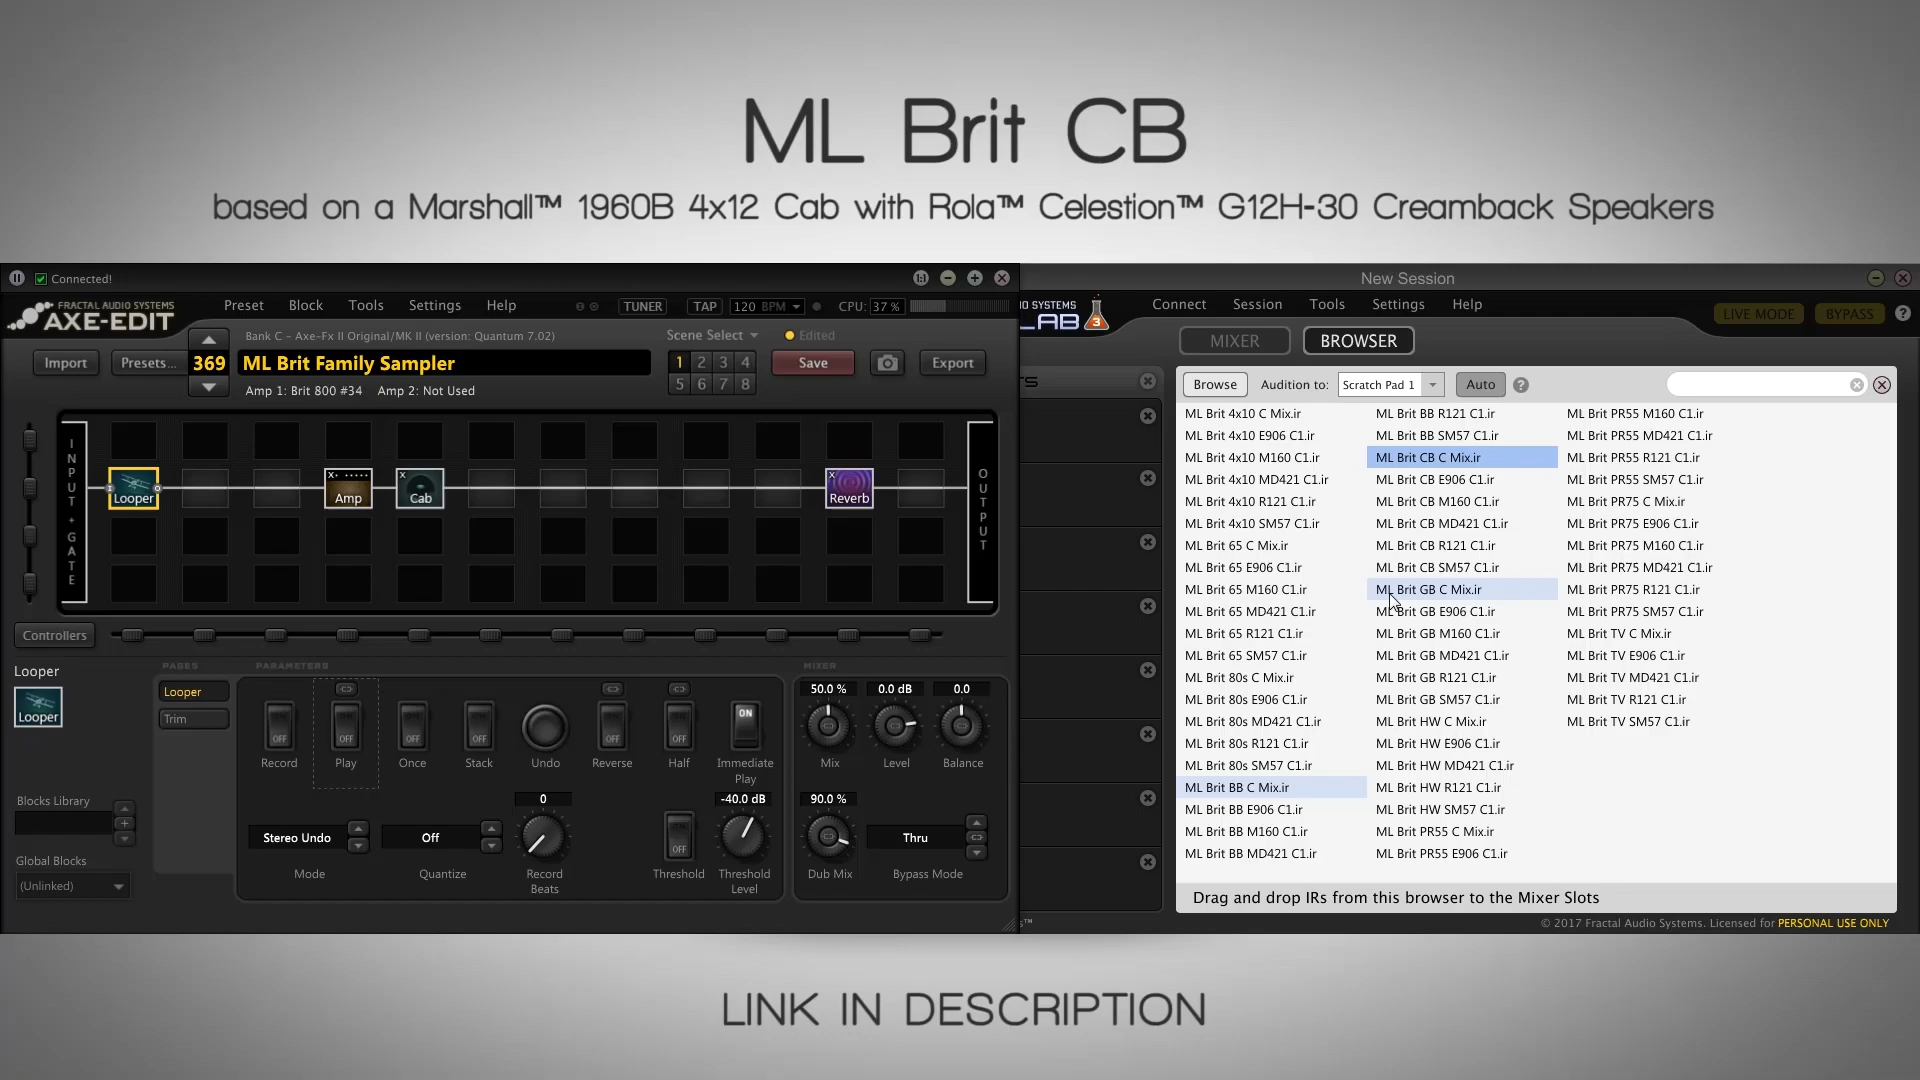 ML Brit CB
based on a Marshall™ 1960B 4x12 Cab with Rola™ Celestion™ G12H-30 Creamback Speakers
Connected!
FRACTAL AUDIO SYSTEMS
AXE-EDIT
Preset Block Tools Settings Help
TUNER TAP 120 BPM CPU: 37 %
Bank C – Axe-Fx II Original/MK II (version: Quantum 7.02)
Scene Select Edited
Import Presets... 369 ML Brit Family Sampler
1 2 3 4
5 6 7 8
Save Export
Amp 1: Brit 800 #34 Amp 2: Not Used
INPUT + GATE
Looper
X Amp
X Cab
X Reverb
OUTPUT
Controllers
Looper
Looper
Blocks Library
Global Blocks
(Unlinked)
PAGES
Looper
Trim
PARAMETERS
OFF OFF OFF OFF OFF OFF ON
Record Play Once Stack Undo Reverse Half Immediate Play
0 -40.0 dB
Stereo Undo Off OFF
Mode Quantize Record Beats Threshold Threshold Level
MIXER
50.0 % 0.0 dB 0.0
Mix Level Balance
90.0 %
Thru
Dub Mix Bypass Mode
New Session
IO SYSTEMS
LAB 3
Connect Session Tools Settings Help
LIVE MODE BYPASS ?
MIXER BROWSER
Browse Audition to: Scratch Pad 1 Auto ?
ML Brit 4x10 C Mix.ir
ML Brit 4x10 E906 C1.ir
ML Brit 4x10 M160 C1.ir
ML Brit 4x10 MD421 C1.ir
ML Brit 4x10 R121 C1.ir
ML Brit 4x10 SM57 C1.ir
ML Brit 65 C Mix.ir
ML Brit 65 E906 C1.ir
ML Brit 65 M160 C1.ir
ML Brit 65 MD421 C1.ir
ML Brit 65 R121 C1.ir
ML Brit 65 SM57 C1.ir
ML Brit 80s C Mix.ir
ML Brit 80s E906 C1.ir
ML Brit 80s MD421 C1.ir
ML Brit 80s R121 C1.ir
ML Brit 80s SM57 C1.ir
ML Brit BB C Mix.ir
ML Brit BB E906 C1.ir
ML Brit BB M160 C1.ir
ML Brit BB MD421 C1.ir
ML Brit BB R121 C1.ir
ML Brit BB SM57 C1.ir
ML Brit CB C Mix.ir
ML Brit CB E906 C1.ir
ML Brit CB M160 C1.ir
ML Brit CB MD421 C1.ir
ML Brit CB R121 C1.ir
ML Brit CB SM57 C1.ir
ML Brit GB C Mix.ir
ML Brit GB E906 C1.ir
ML Brit GB M160 C1.ir
ML Brit GB MD421 C1.ir
ML Brit GB R121 C1.ir
ML Brit GB SM57 C1.ir
ML Brit HW C Mix.ir
ML Brit HW E906 C1.ir
ML Brit HW MD421 C1.ir
ML Brit HW R121 C1.ir
ML Brit HW SM57 C1.ir
ML Brit PR55 C Mix.ir
ML Brit PR55 E906 C1.ir
ML Brit PR55 M160 C1.ir
ML Brit PR55 MD421 C1.ir
ML Brit PR55 R121 C1.ir
ML Brit PR55 SM57 C1.ir
ML Brit PR75 C Mix.ir
ML Brit PR75 E906 C1.ir
ML Brit PR75 M160 C1.ir
ML Brit PR75 MD421 C1.ir
ML Brit PR75 R121 C1.ir
ML Brit PR75 SM57 C1.ir
ML Brit TV C Mix.ir
ML Brit TV E906 C1.ir
ML Brit TV MD421 C1.ir
ML Brit TV R121 C1.ir
ML Brit TV SM57 C1.ir
Drag and drop IRs from this browser to the Mixer Slots
© 2017 Fractal Audio Systems. Licensed for PERSONAL USE ONLY
LINK IN DESCRIPTION